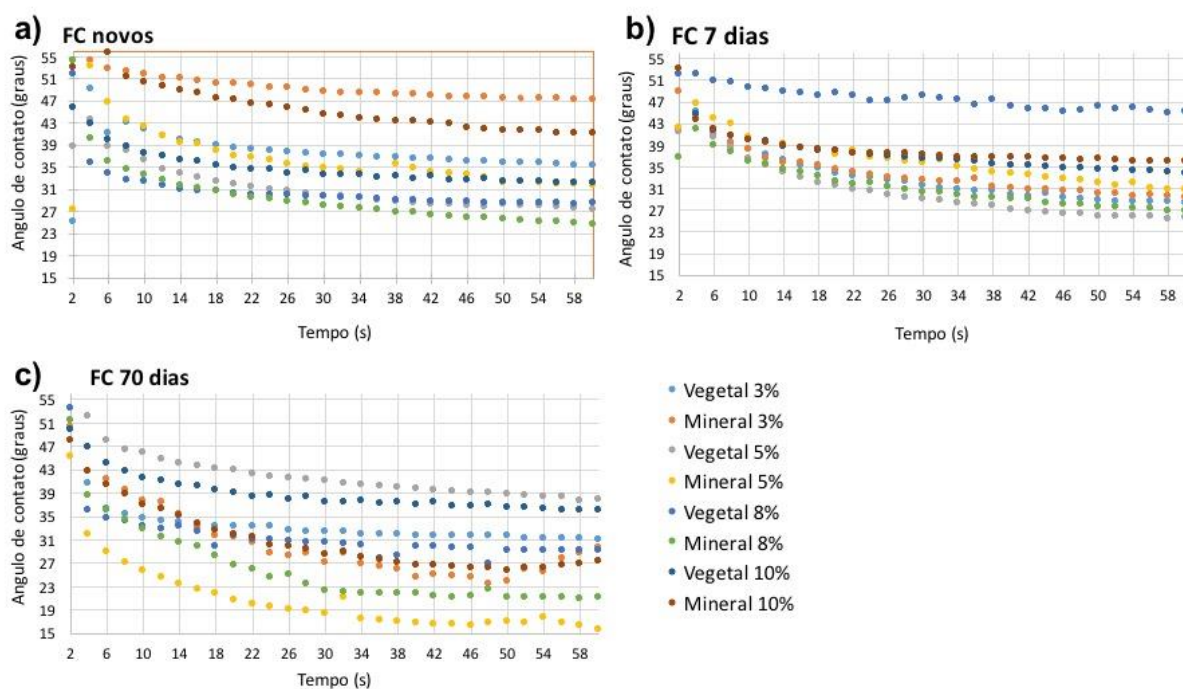 a) FC novos
Angulo de contato (graus)
55
51
47
43
39
35
31
27
23
19
15
2 6 10 14 18 22 26 30 34 38 42 46 50 54 58
Tempo (s)
b) FC 7 dias
Angulo de contato (graus)
55
51
47
43
39
35
31
27
23
19
15
2 6 10 14 18 22 26 30 34 38 42 46 50 54 58
Tempo (s)
c) FC 70 dias
Angulo de contato (graus)
55
51
47
43
39
35
31
27
23
19
15
2 6 10 14 18 22 26 30 34 38 42 46 50 54 58
Tempo (s)
Vegetal 3%
Mineral 3%
Vegetal 5%
Mineral 5%
Vegetal 8%
Mineral 8%
Vegetal 10%
Mineral 10%